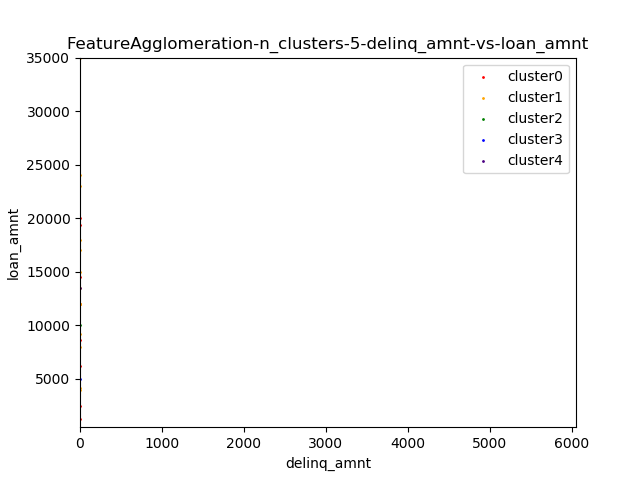 FeatureAgglomeration-n_clusters-5-delinq_amnt-vs-loan_amnt
35000
30000
25000
20000
15000
10000
5000
loan_amnt
cluster0
cluster1
cluster2
cluster3
cluster4
0 1000 2000 3000 4000 5000 6000
delinq_amnt